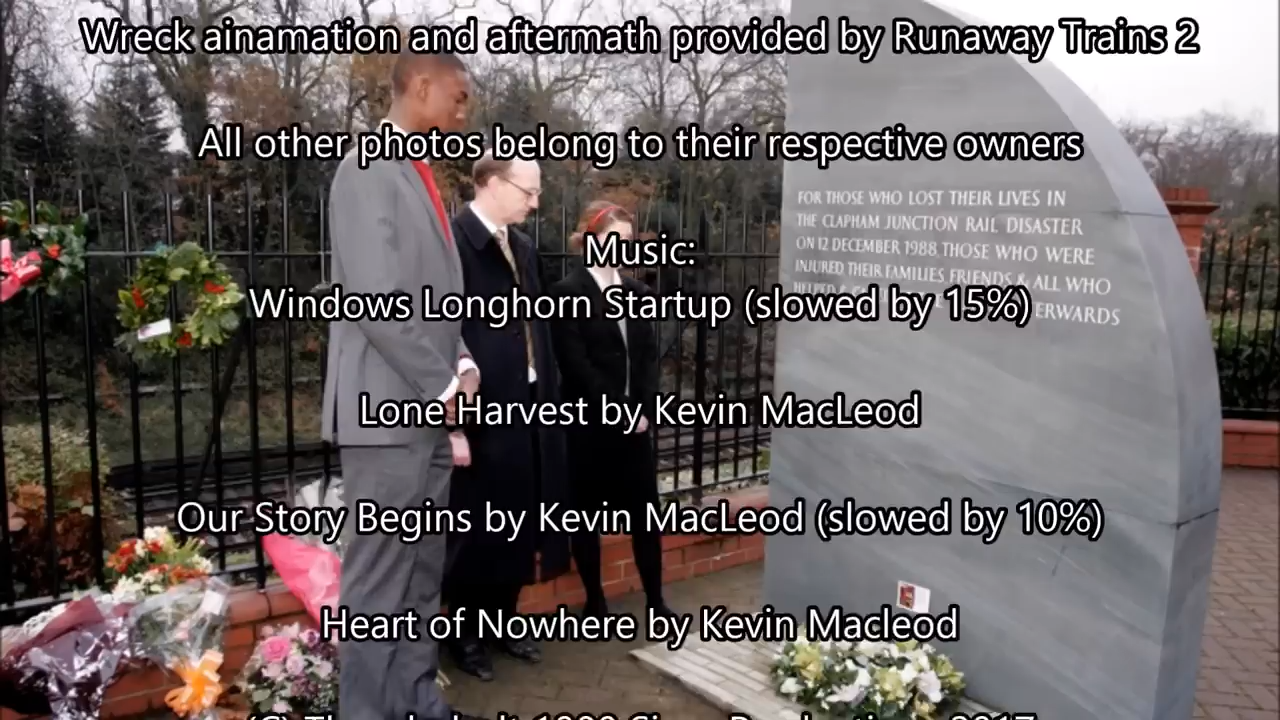 Wreck ainamation and aftermath provided by Runaway Trains 2
All other photos belong to their respective owners
Music:
Windows Longhorn Startup (slowed by 15%)
Lone Harvest by Kevin MacLeod
Our Story Begins by Kevin MacLeod (slowed by 10%)
Heart of Nowhere by Kevin Macleod
FOR THOSE WHO LOST THEIR LIVES IN
THE CLAPHAM JUNCTION RAIL DISASTER
ON 12 DECEMBER 1988 THOSE WHO WERE
INJURED THEIR FAMILIES FRIENDS & ALL WHO